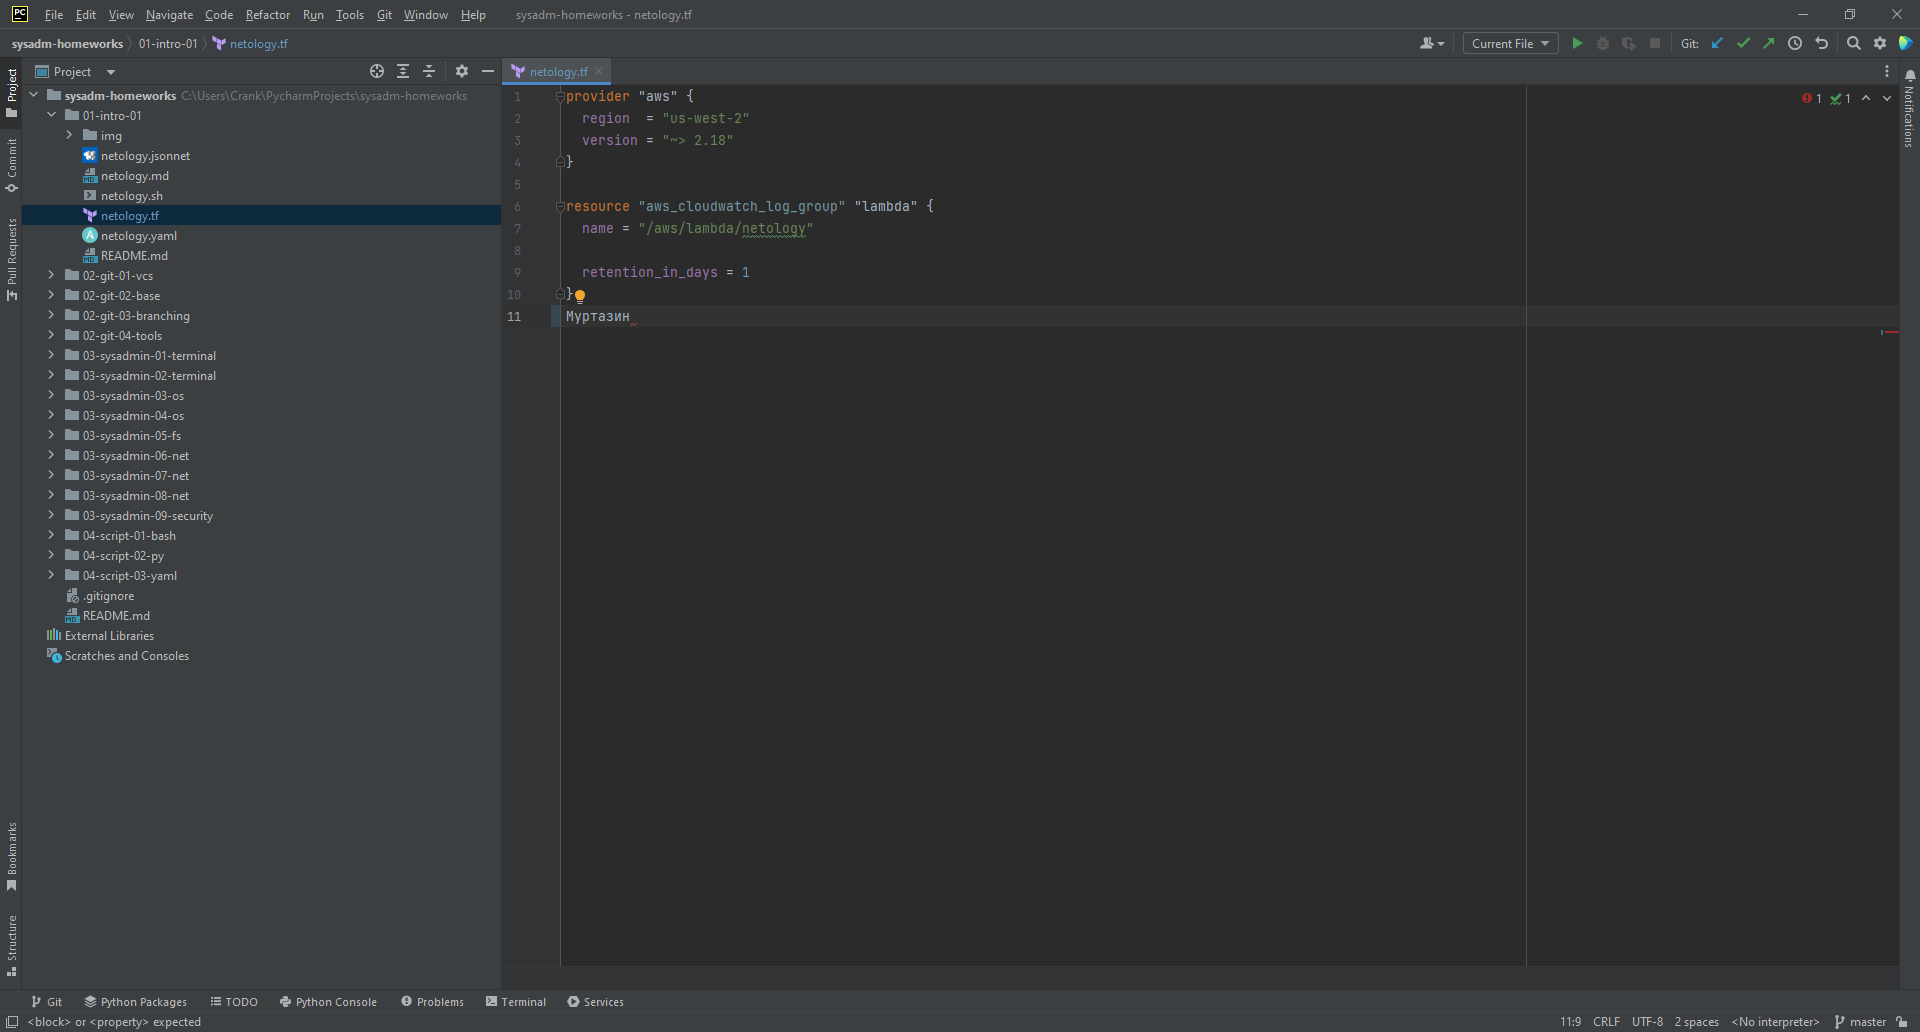 PC File Edit View Navigate Code Refactor Run Tools Git Window Help sysadm-homeworks - netology.tf
sysadm-homeworks 01-intro-01 netology.tf
Current File
Git:
Project
sysadm-homeworks C:\Users\Crank\PycharmProjects\sysadm-homeworks
01-intro-01
img
netology.jsonnet
netology.md
netology.sh
netology.tf
netology.yaml
README.md
02-git-01-vcs
02-git-02-base
02-git-03-branching
02-git-04-tools
03-sysadmin-01-terminal
03-sysadmin-02-terminal
03-sysadmin-03-os
03-sysadmin-04-os
03-sysadmin-05-fs
03-sysadmin-06-net
03-sysadmin-07-net
03-sysadmin-08-net
03-sysadmin-09-security
04-script-01-bash
04-script-02-py
04-script-03-yaml
.gitignore
README.md
External Libraries
Scratches and Consoles
Project
Commit
Pull Requests
Bookmarks
Structure
netology.tf
1 provider "aws" {
2 region  = "us-west-2"
3 version = "~> 2.18"
4 }
5
6 resource "aws_cloudwatch_log_group" "lambda" {
7 name = "/aws/lambda/netology"
8
9 retention_in_days = 1
10 }
11 Муртазин
1 1
Notifications
Git Python Packages TODO Python Console Problems Terminal Services
<block> or <property> expected
11:9 CRLF UTF-8 2 spaces <No interpreter> master